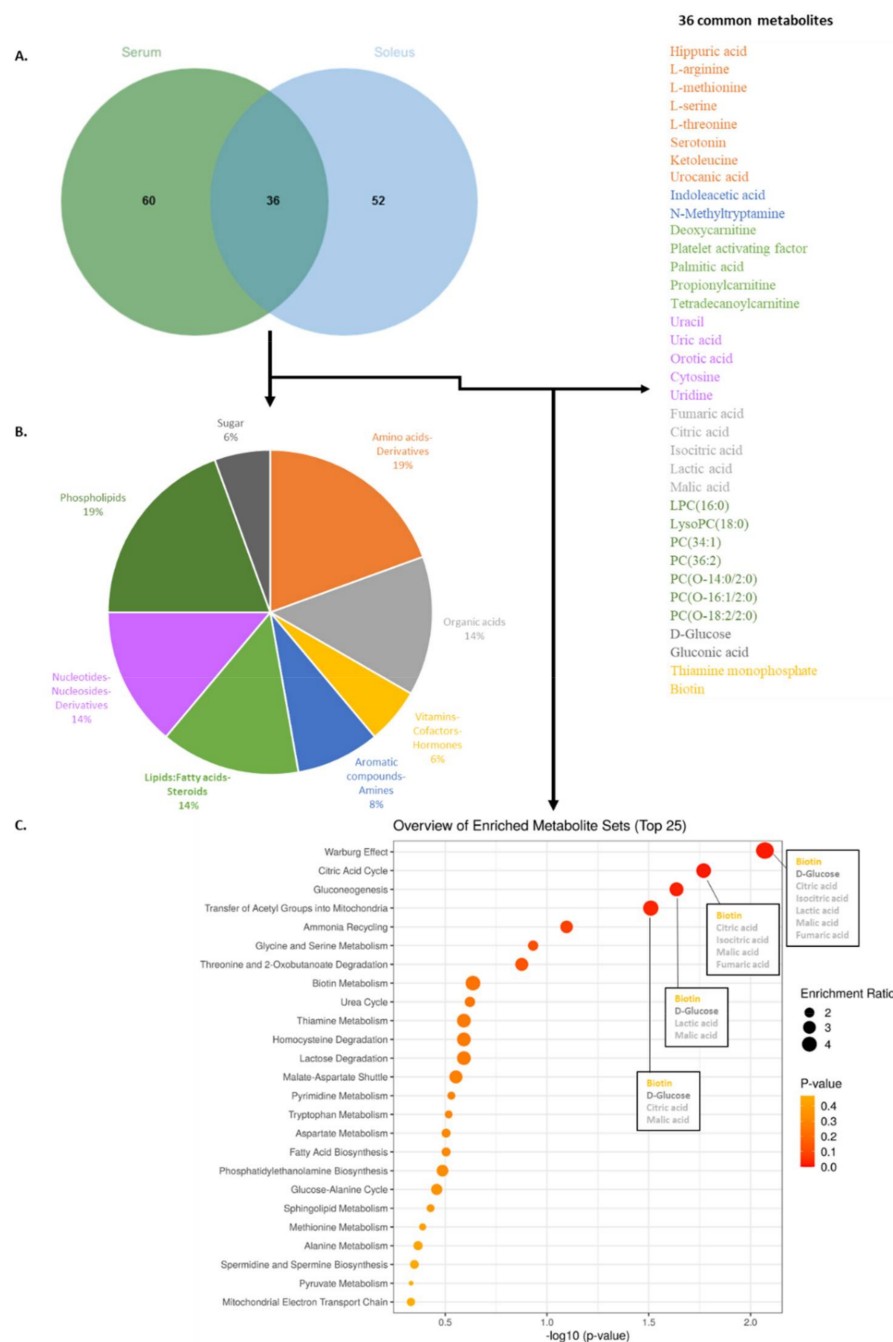 36 common metabolites
A.
Serum
Soleus
60
36
52
Hippuric acid
L-arginine
L-methionine
L-serine
L-threonine
Serotonin
Ketoleucine
Urocanic acid
Indoleacetic acid
N-Methyltryptamine
Deoxycarnitine
Platelet activating factor
Palmitic acid
Propionylcarnitine
Tetradecanoylcarnitine
Uracil
Uric acid
Orotic acid
Cytosine
Uridine
Fumaric acid
Citric acid
Isocitric acid
Lactic acid
Malic acid
LPC(16:0)
LysoPC(18:0)
PC(34:1)
PC(36:2)
PC(O-14:0/2:0)
PC(O-16:1/2:0)
PC(O-18:2/2:0)
D-Glucose
Gluconic acid
Thiamine monophosphate
Biotin
B.
Sugar
6%
Amino acids-
Derivatives
19%
Phospholipids
19%
Organic acids
14%
Nucleotides-
Nucleosides-
Derivatives
14%
Vitamins-
Cofactors-
Hormones
6%
Lipids:Fatty acids-
Steroids
14%
Aromatic
compounds-
Amines
8%
C.
Overview of Enriched Metabolite Sets (Top 25)
Warburg Effect
Citric Acid Cycle
Gluconeogenesis
Transfer of Acetyl Groups into Mitochondria
Ammonia Recycling
Glycine and Serine Metabolism
Threonine and 2-Oxobutanoate Degradation
Biotin Metabolism
Urea Cycle
Thiamine Metabolism
Homocysteine Degradation
Lactose Degradation
Malate-Aspartate Shuttle
Pyrimidine Metabolism
Tryptophan Metabolism
Aspartate Metabolism
Fatty Acid Biosynthesis
Phosphatidylethanolamine Biosynthesis
Glucose-Alanine Cycle
Sphingolipid Metabolism
Methionine Metabolism
Alanine Metabolism
Spermidine and Spermine Biosynthesis
Pyruvate Metabolism
Mitochondrial Electron Transport Chain
Biotin
D-Glucose
Citric acid
Isocitric acid
Lactic acid
Malic acid
Fumaric acid
Biotin
Citric acid
Isocitric acid
Malic acid
Fumaric acid
Biotin
D-Glucose
Lactic acid
Malic acid
Biotin
D-Glucose
Citric acid
Malic acid
Enrichment Ratio
2
3
4
P-value
0.4
0.3
0.2
0.1
0.0
0.5
1.0
1.5
2.0
-log10 (p-value)